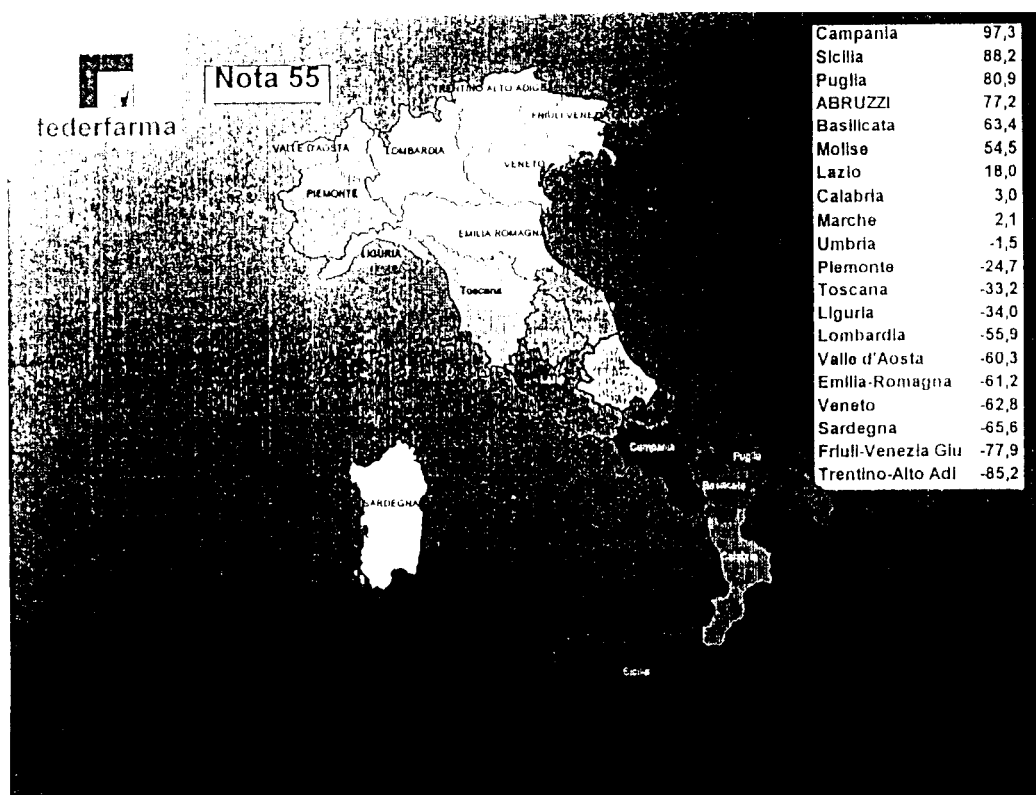 Nota 55
federfarma
TRENTINO ALTO ADIGE
FRIULI VENEZIA
VALLE D'AOSTA
LOMBARDIA
VENETO
PIEMONTE
EMILIA ROMAGN
LIGURIA
Toscana
Campania
Puglia
Basilicata
SARDEGNA
Calabria
Sicilia
Campania 97,3
Sicilia 88,2
Puglia 80,9
ABRUZZI 77,2
Basilicata 63,4
Molise 54,5
Lazio 18,0
Calabria 3,0
Marche 2,1
Umbria -1,5
Piemonte -24,7
Toscana -33,2
Liguria -34,0
Lombardia -55,9
Valle d'Aosta -60,3
Emilia-Romagna -61,2
Veneto -62,8
Sardegna -65,6
Friuli-Venezia Giu -77,9
Trentino-Alto Adi -85,2